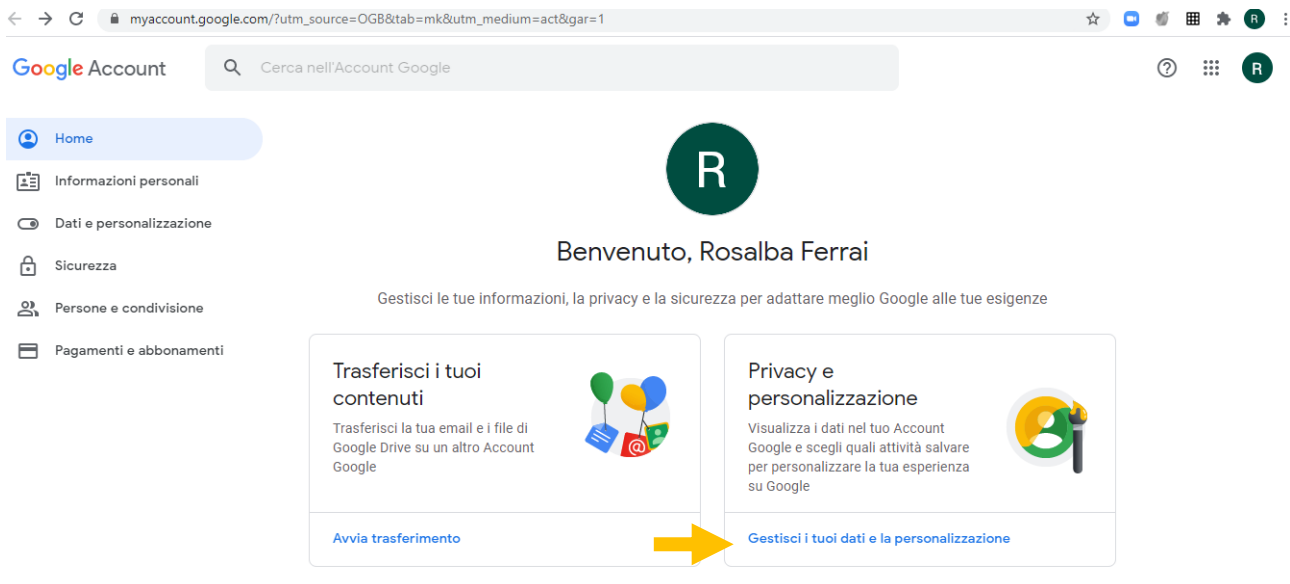 myaccount.google.com/?utm_source=OGB&tab=mk&utm_medium=act&gar=1
R
Google Account
Cerca nell'Account Google
R
Home
Informazioni personali
Dati e personalizzazione
Sicurezza
Persone e condivisione
Pagamenti e abbonamenti
R
Benvenuto, Rosalba Ferrai
Gestisci le tue informazioni, la privacy e la sicurezza per adattare meglio Google alle tue esigenze
Trasferisci i tuoi
contenuti
Trasferisci la tua email e i file di
Google Drive su un altro Account
Google
@
Avvia trasferimento
Privacy e
personalizzazione
Visualizza i dati nel tuo Account
Google e scegli quali attività salvare
per personalizzare la tua esperienza
su Google
Gestisci i tuoi dati e la personalizzazione